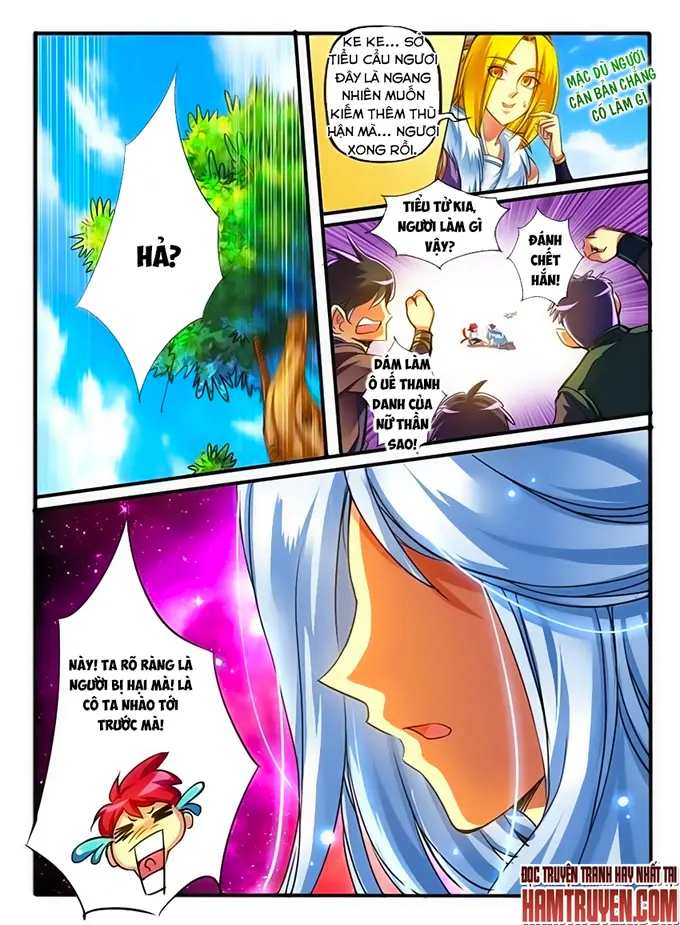 HẢ?
KE KE... SỞ
TIỂU CẨU NGƯƠI
ĐÂY LÀ NGANG
NHIÊN MUỐN
KIẾM THÊM THÙ
HẬN MÀ... NGƯƠI
XONG RỒI.
MẶC DÙ NGƯƠI
CĂN BẢN CHẲNG
CÓ LÀM GÌ
TIỂU TỬ KIA,
NGƯƠI LÀM GÌ
VẬY?
ĐÁNH
CHẾT
HẮN!
DÁM LÀM
Ô UẾ THANH
DANH CỦA
NỮ THẦN
SAO!
NÀY! TA RÕ RÀNG LÀ
NGƯỜI BỊ HẠI MÀ! LÀ
CÔ TA NHÀO TỚI
TRƯỚC MÀ!
ĐỌC TRUYỆN TRANH HAY NHẤT TẠI
HAMTRUYEN.COM